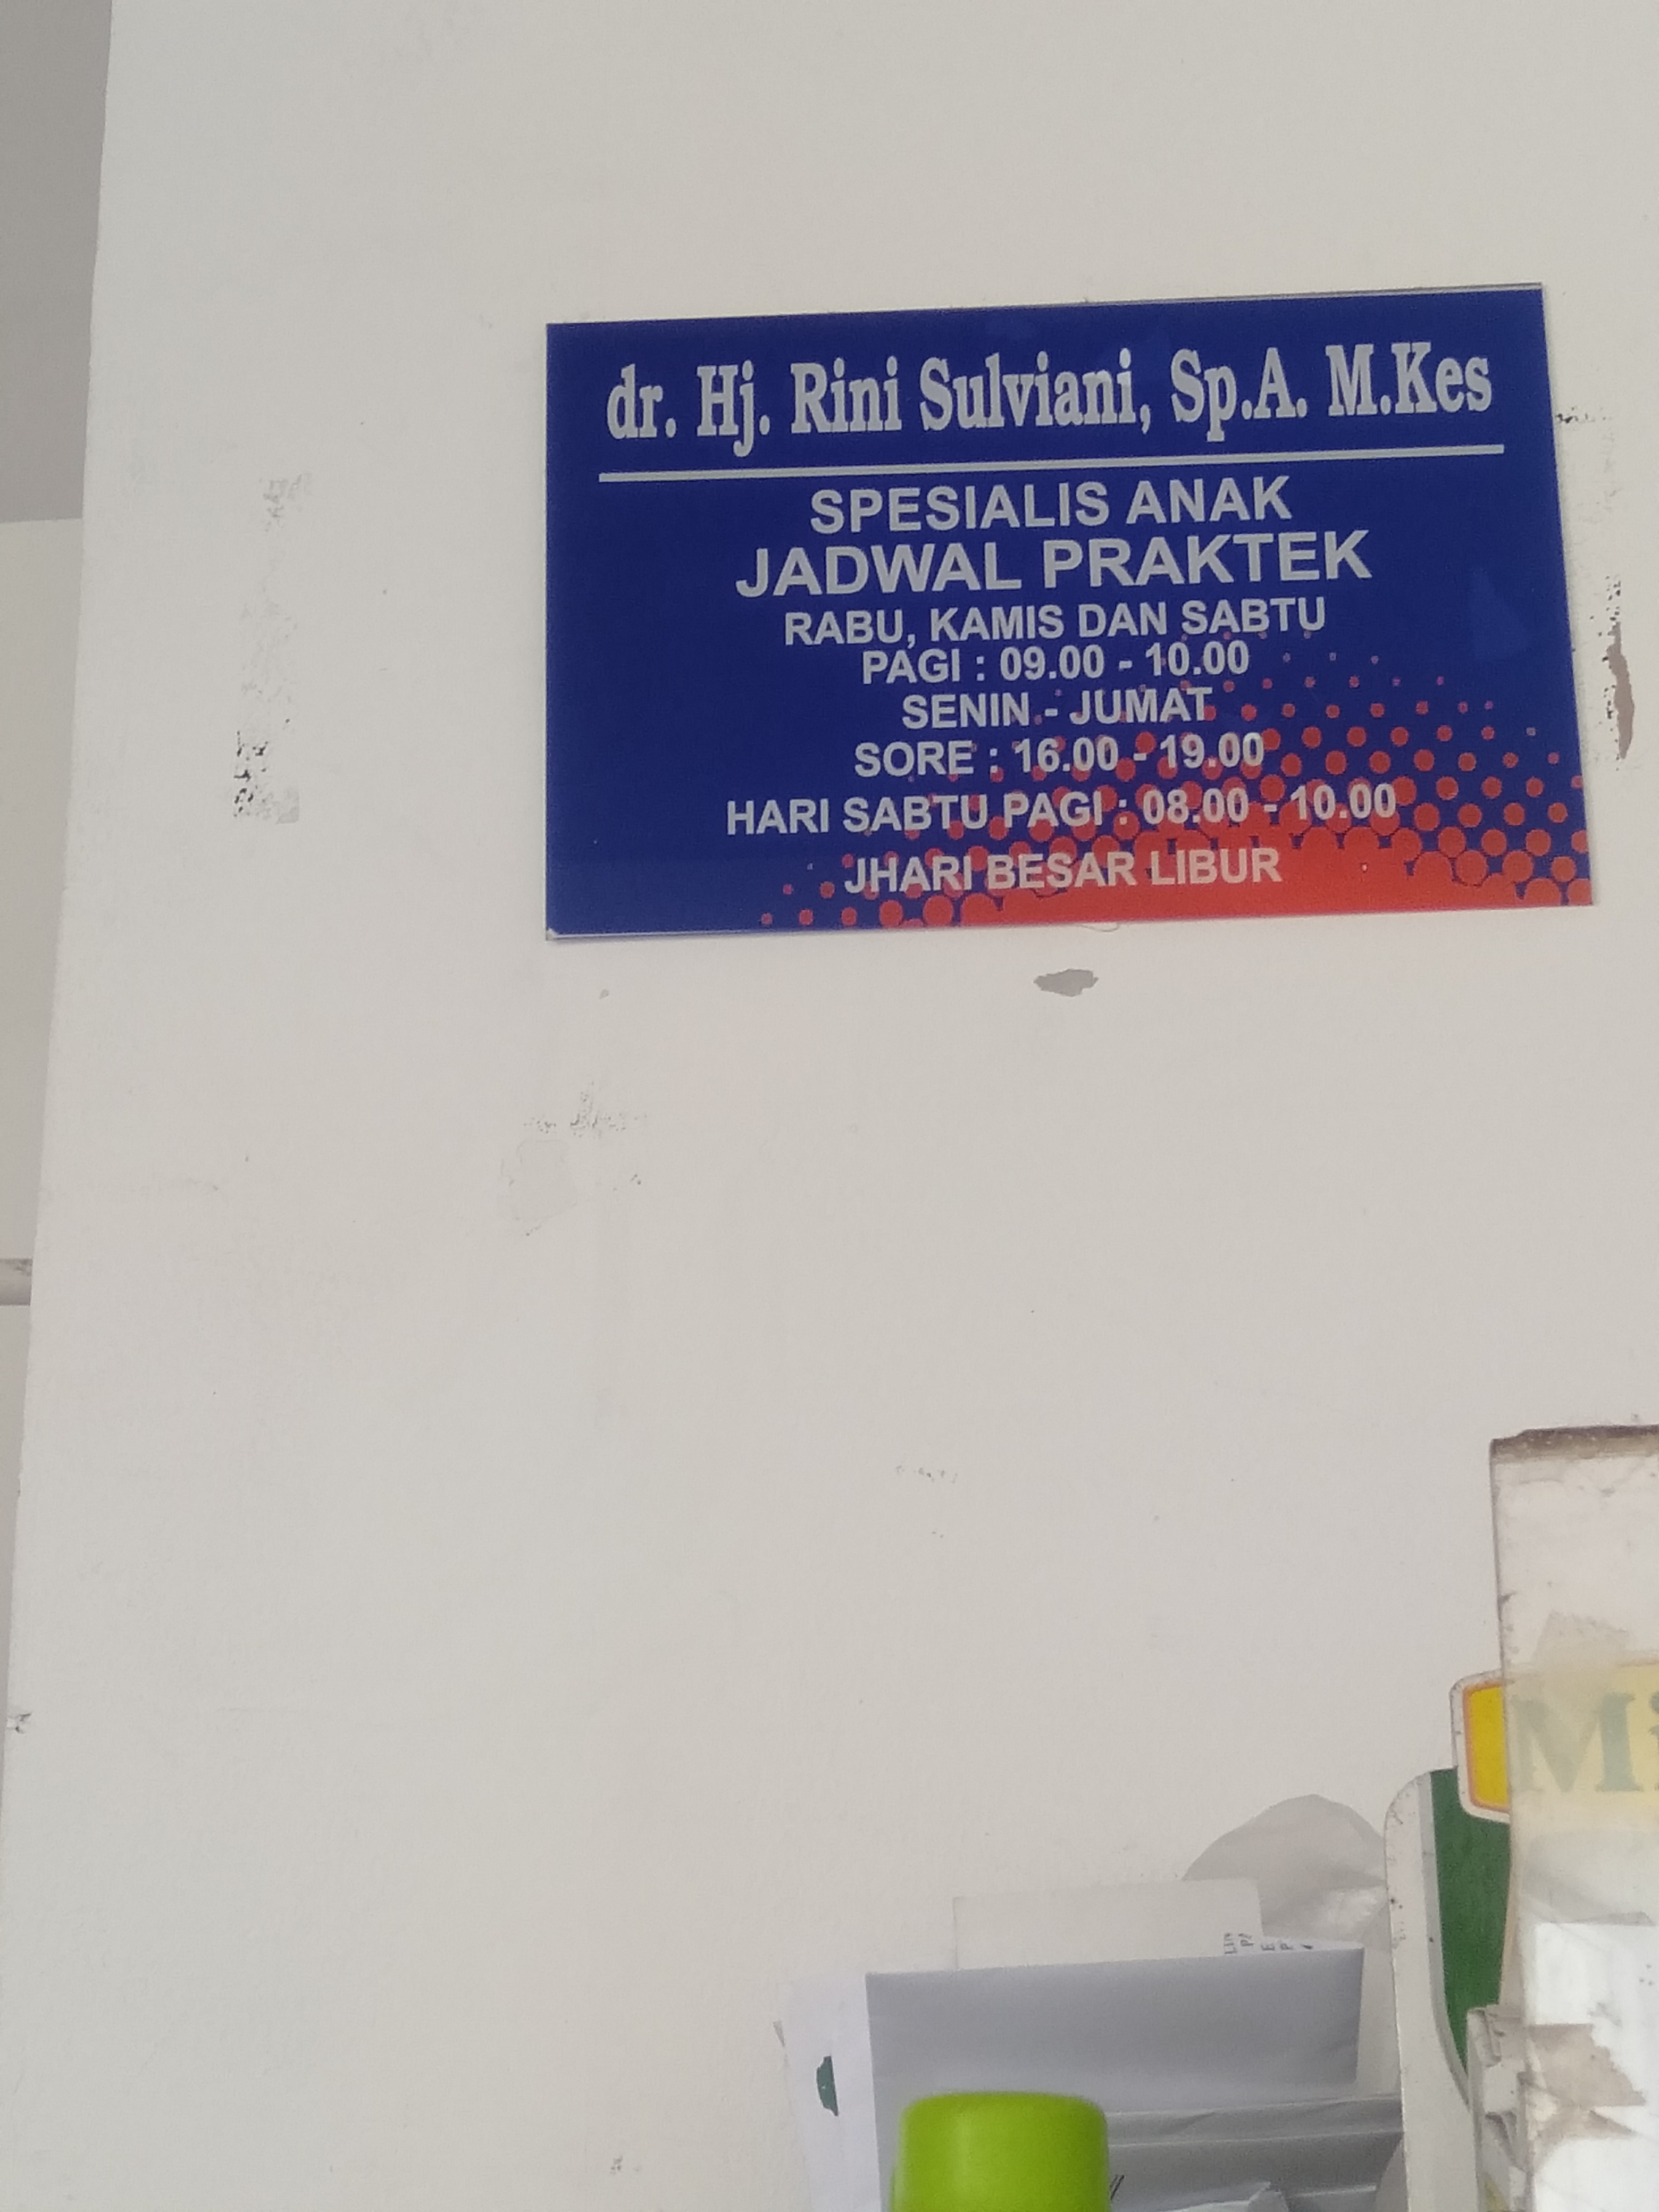 dr. Hj. Rini Sulviani, Sp.A. M.Kes
SPESIALIS ANAK
JADWAL PRAKTEK
RABU, KAMIS DAN SABTU
PAGI : 09.00 - 10.00
SENIN - JUMAT
SORE : 16.00 - 19.00
HARI SABTU PAGI : 08.00 - 10.00
JHARI BESAR LIBUR
Mi